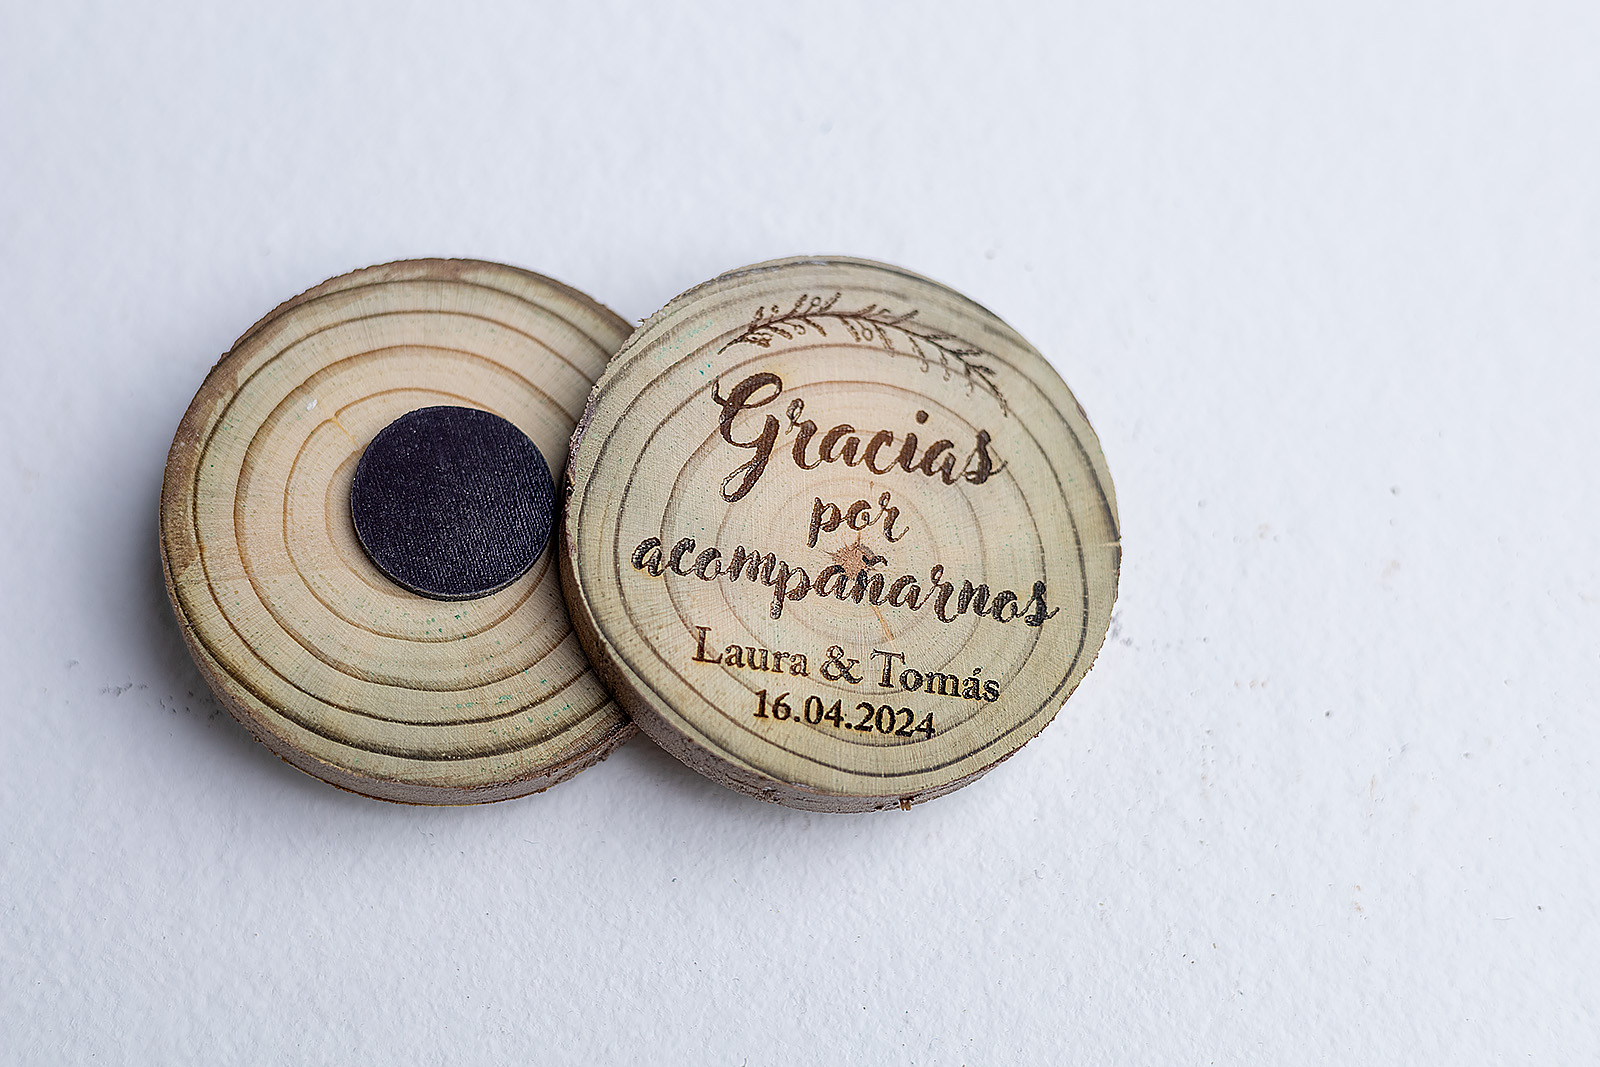 Gracias
por
acompañarnos
Laura & Tomás
16.04.2024